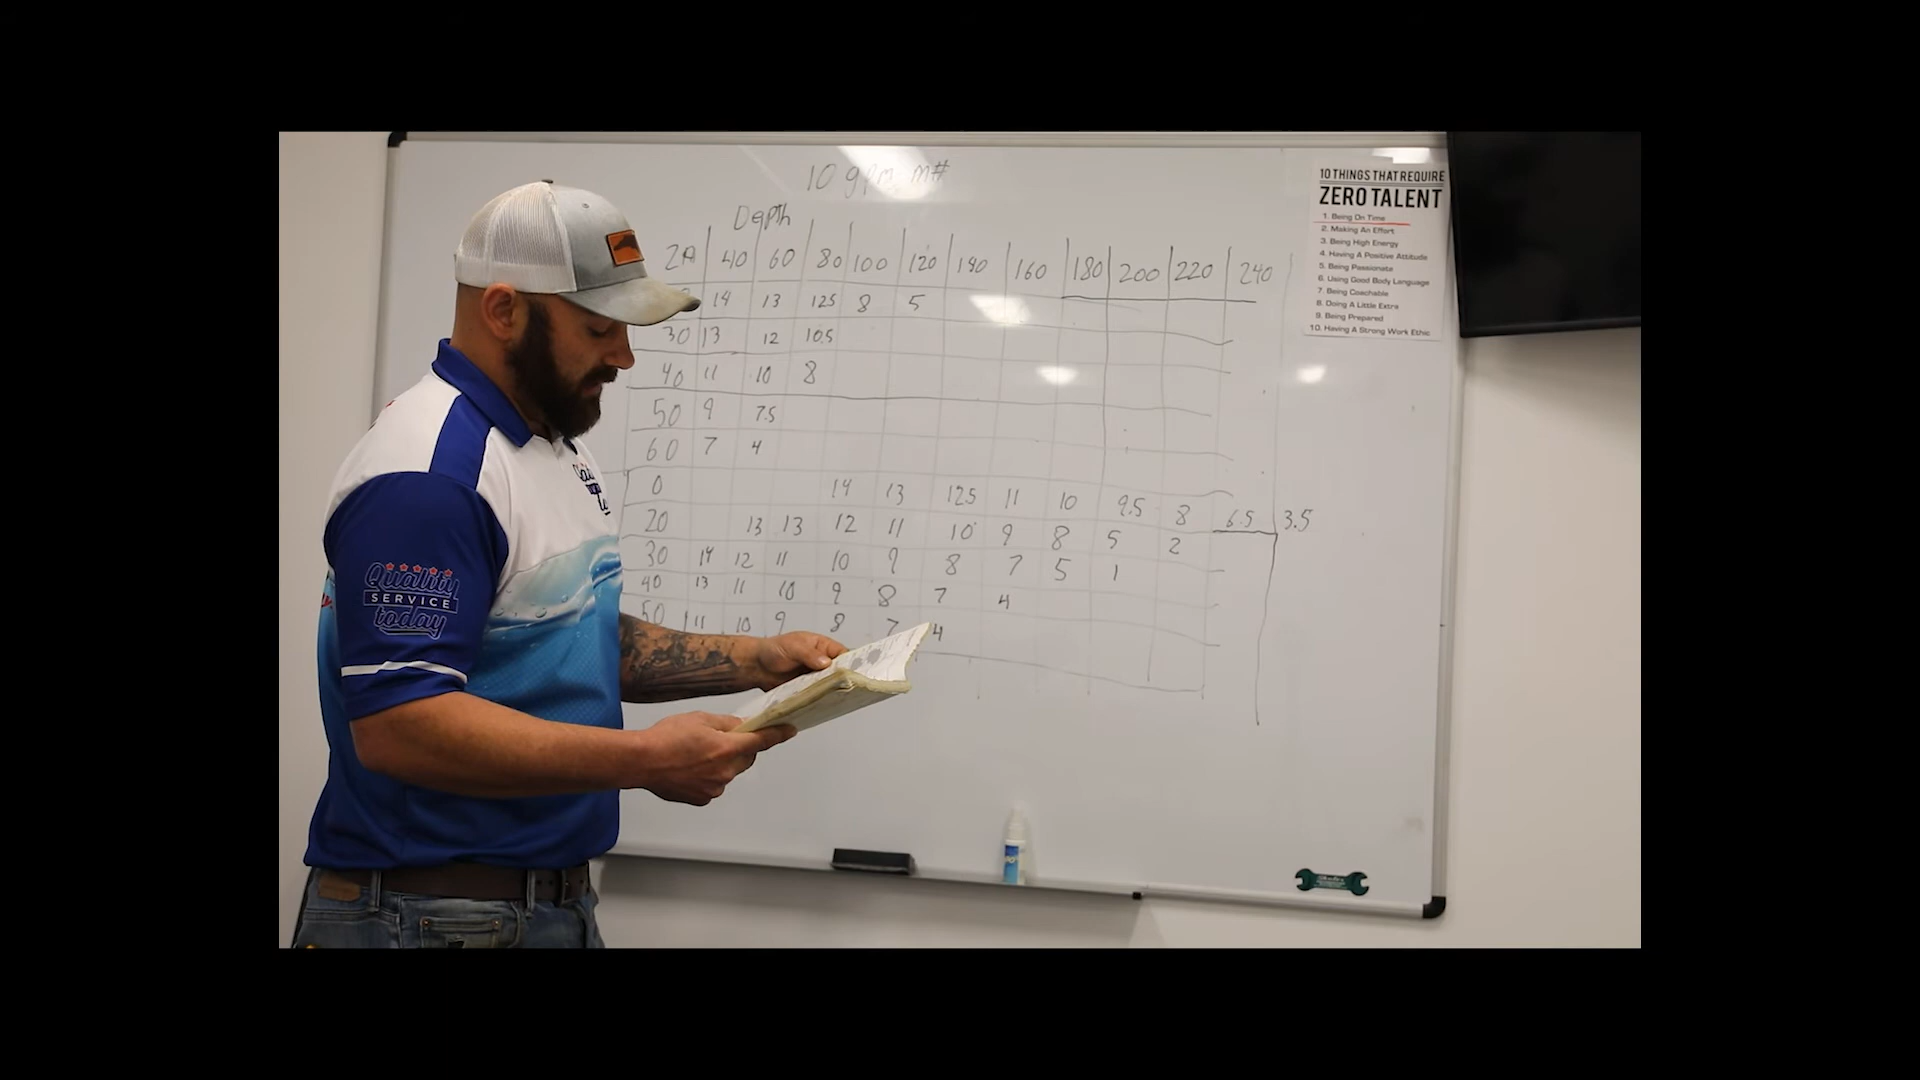 10 gpm m#
Depth
20 40 60 80 100 120 140 160 180 200 220 240
14 13 12.5 8 5
30 13 12 10.5
40 11 10 8
50 9 7.5
60 7 4
0 14 13 12.5 11 10 9.5 8 6.5 3.5
20 13 13 12 11 10 9 8 5 2
30 14 12 11 10 9 8 7 5 1
40 13 11 10 9 8 7 4
50 11 10 9 8 7 4
10 THINGS THAT REQUIRE
ZERO TALENT
1. Being On Time
2. Making An Effort
3. Being High Energy
4. Having A Positive Attitude
5. Being Passionate
6. Using Good Body Language
7. Being Coachable
8. Doing A Little Extra
9. Being Prepared
10. Having A Strong Work Ethic
Quality
SERVICE
today